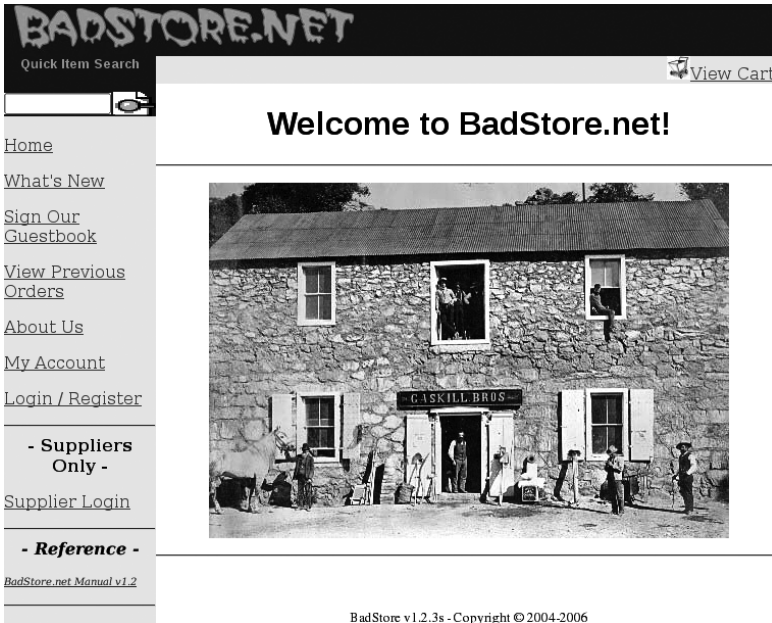 BADSTORE.NET
Quick Item Search
View Cart
Welcome to BadStore.net!
Home
What's New
Sign Our
Guestbook
View Previous
Orders
About Us
My Account
Login / Register
- Suppliers
Only -
Supplier Login
- Reference -
BadStore.net Manual v1.2
GASKILL BROS
BadStore v1.2.3s - Copyright © 2004-2006